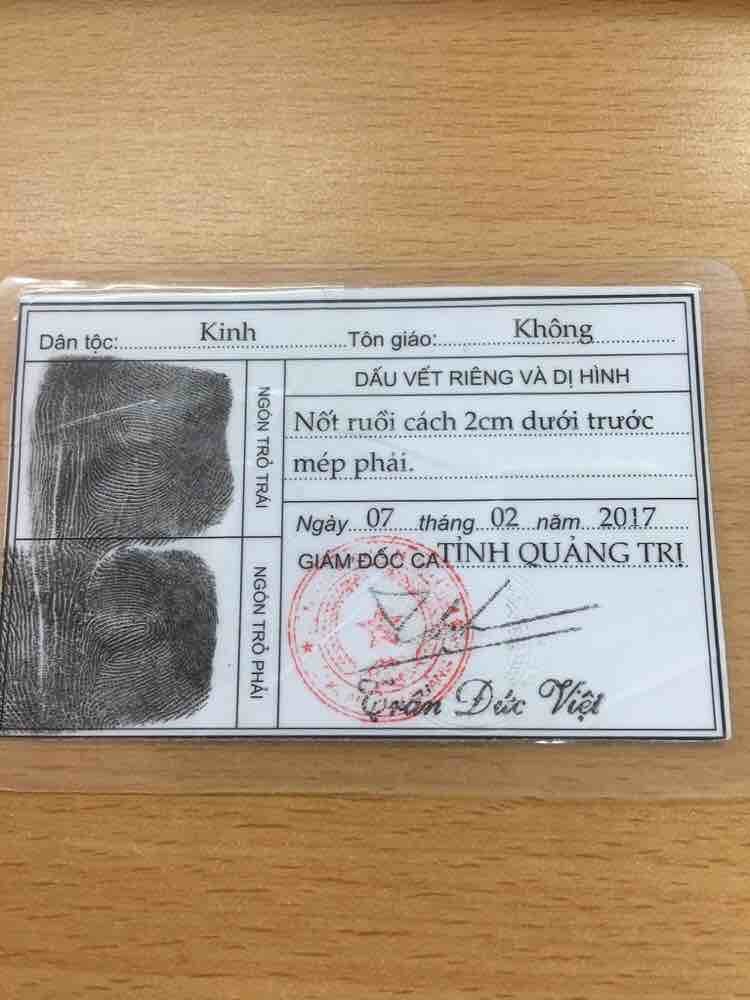 Dân tộc: Kinh Tôn giáo: Không
DẤU VẾT RIÊNG VÀ DỊ HÌNH
Nốt ruồi cách 2cm dưới trước
mép phải.
NGÓN TRỎ TRÁI
NGÓN TRỎ PHẢI
Ngày 07 tháng 02 năm 2017
GIÁM ĐỐC CA TỈNH QUẢNG TRỊ
Trần Đức Việt